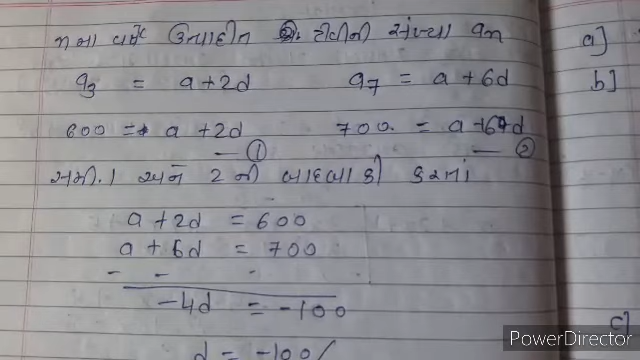 n મા વર્ષે ઉત્પાદીત ટીવીની સંખ્યા an
a3 = a + 2d a7 = a + 6d
600 = a + 2d 700 = a + 6d
— ① — ②
સમી. 1 અને 2 ની બાદબાકી કરતાં
a + 2d = 600
a + 6d = 700
- - -
-4d = -100
d = -100/
a]
b]
c]
PowerDirector